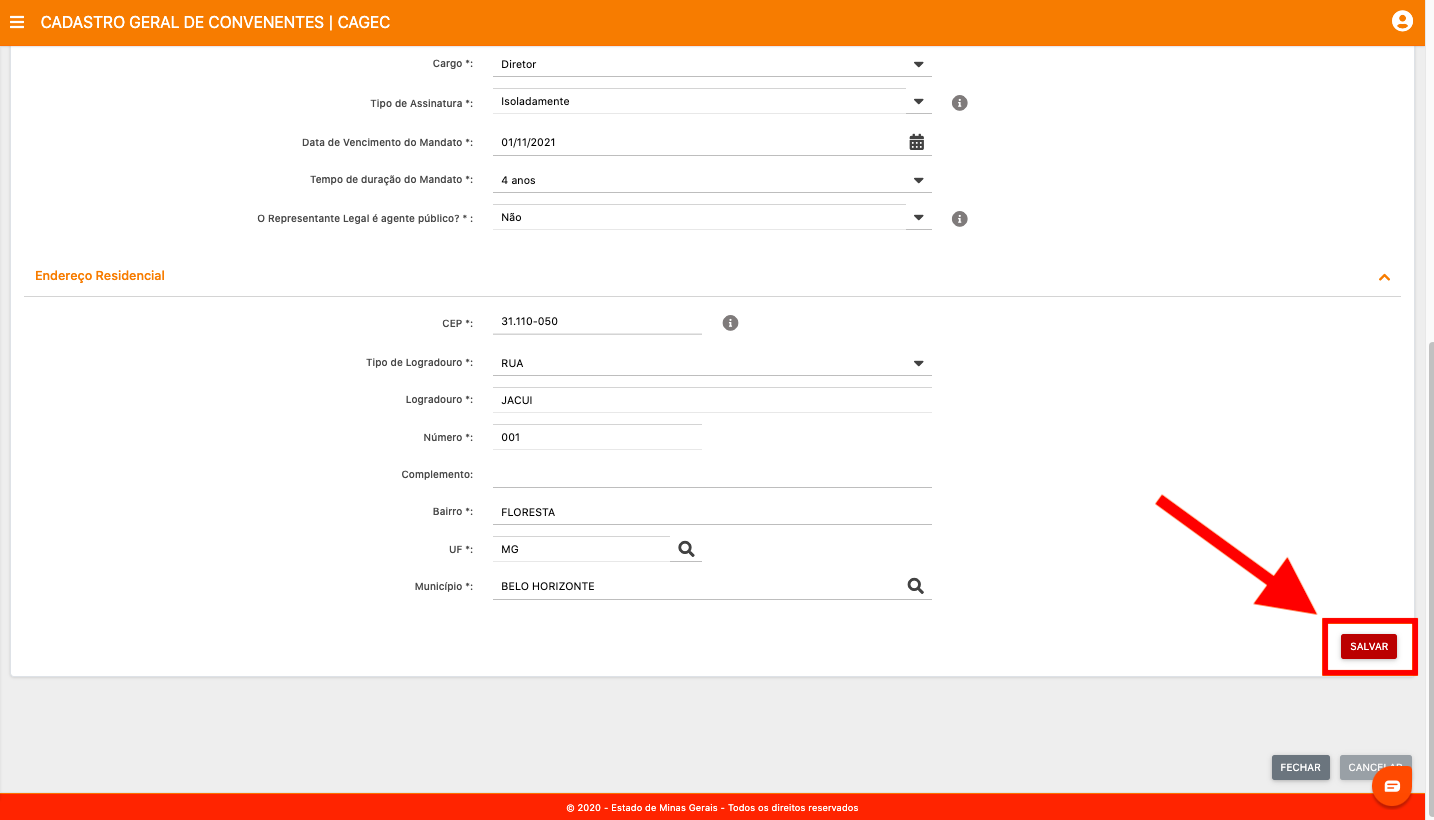 CADASTRO GERAL DE CONVENENTES | CAGEC
Cargo *: Diretor
Tipo de Assinatura *: Isoladamente
Data de Vencimento do Mandato *: 01/11/2021
Tempo de duração do Mandato *: 4 anos
O Representante Legal é agente público? * : Não
Endereço Residencial
CEP *: 31.110-050
Tipo de Logradouro *: RUA
Logradouro *: JACUI
Número *: 001
Complemento:
Bairro *: FLORESTA
UF *: MG
Município *: BELO HORIZONTE
SALVAR
FECHAR CANCELAR
© 2020 - Estado de Minas Gerais - Todos os direitos reservados